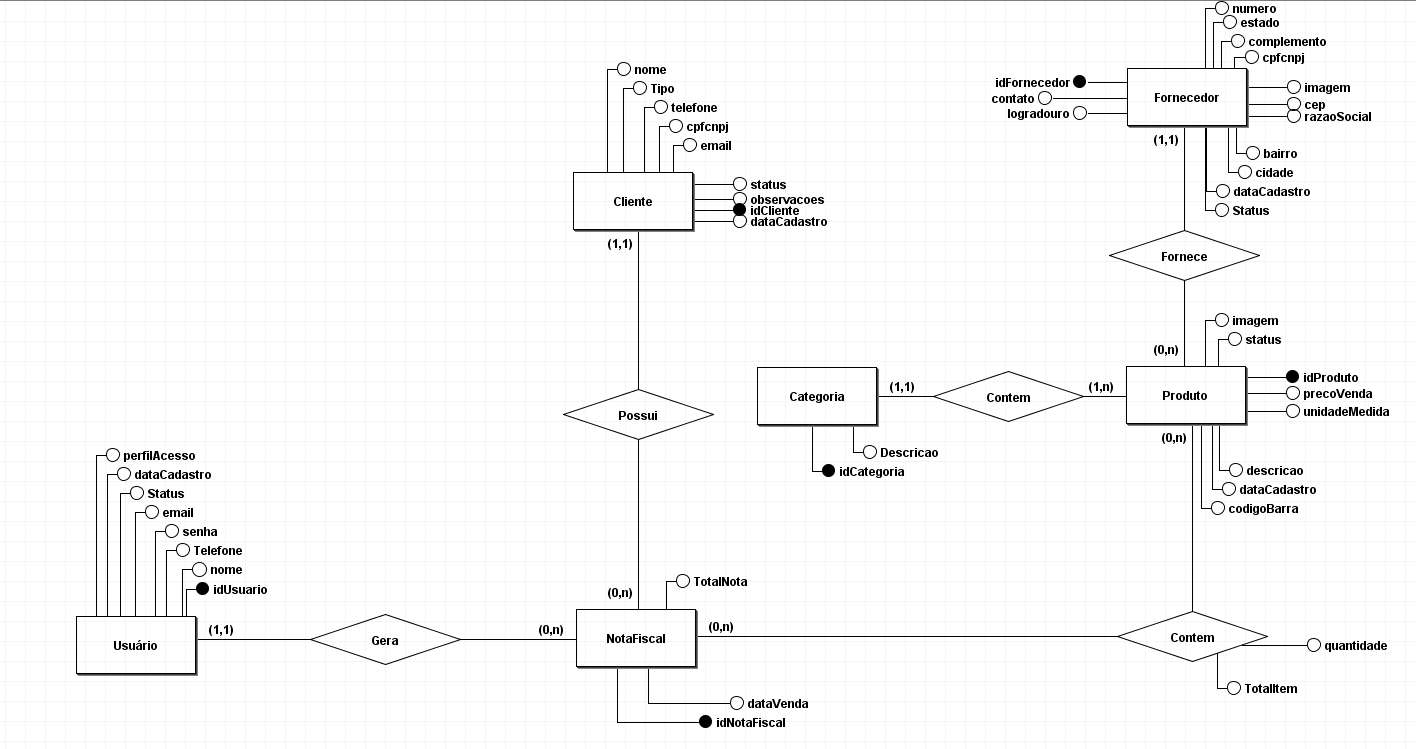 numero
estado
complemento
cpfcnpj
idFornecedor
contato
logradouro
Fornecedor
imagem
cep
razaoSocial
(1,1)
bairro
cidade
dataCadastro
Status
nome
Tipo
telefone
cpfcnpj
email
Cliente
status
observacoes
idCliente
dataCadastro
(1,1)
Fornece
(0,n)
imagem
status
Categoria
(1,1)
Contem
(1,n)
Produto
idProduto
precoVenda
unidadeMedida
(0,n)
Descricao
idCategoria
descricao
dataCadastro
codigoBarra
Possui
perfilAcesso
dataCadastro
Status
email
senha
Telefone
nome
idUsuario
Usuário
(1,1)
Gera
(0,n)
(0,n)
TotalNota
NotaFiscal
(0,n)
Contem
quantidade
TotalItem
dataVenda
idNotaFiscal